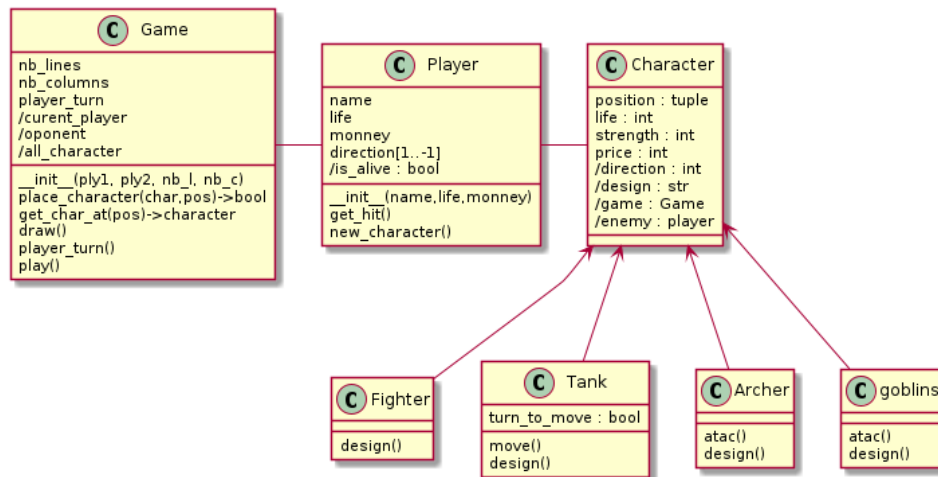 C Game
nb_lines
nb_columns
player_turn
/curent_player
/oponent
/all_character
__init__(ply1, ply2, nb_l, nb_c)
place_character(char,pos)->bool
get_char_at(pos)->character
draw()
player_turn()
play()
C Player
name
life
monney
direction[1..-1]
/is_alive : bool
__init__(name,life,monney)
get_hit()
new_character()
C Character
position : tuple
life : int
strength : int
price : int
/direction : int
/design : str
/game : Game
/enemy : player
C Fighter
design()
C Tank
turn_to_move : bool
move()
design()
C Archer
atac()
design()
C goblins
atac()
design()